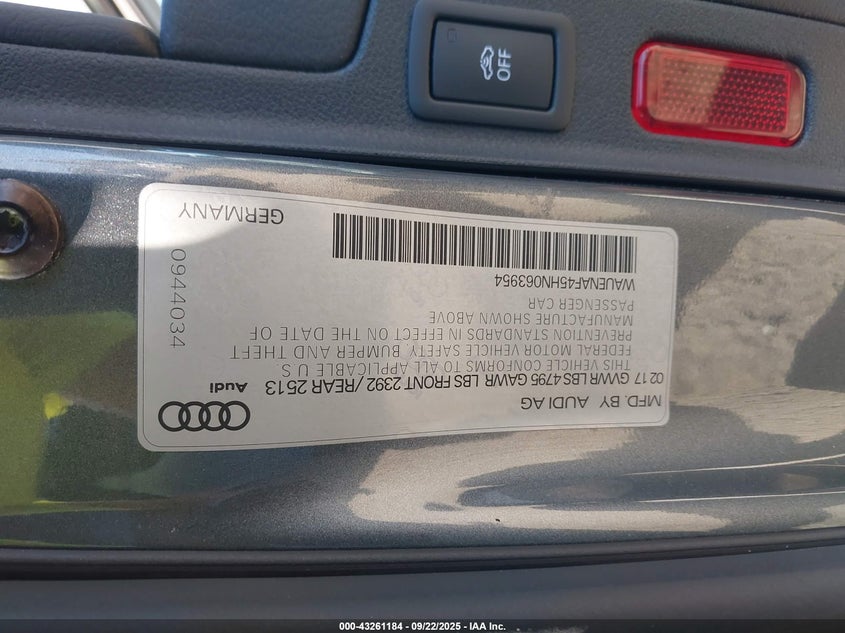 OFF
MFD. BY AUDI AG
Audi
02 17 GVWR LBS 4795 GAWR LBS FRONT 2392 / REAR 2513
THIS VEHICLE CONFORMS TO ALL APPLICABLE U.S.
FEDERAL MOTOR VEHICLE SAFETY, BUMPER AND THEFT
PREVENTION STANDARDS IN EFFECT ON THE DATE OF
MANUFACTURE SHOWN ABOVE
PASSENGER CAR
WAUENAF45HN063954
0944034
GERMANY
000-43261184 - 09/22/2025 - IAA Inc.